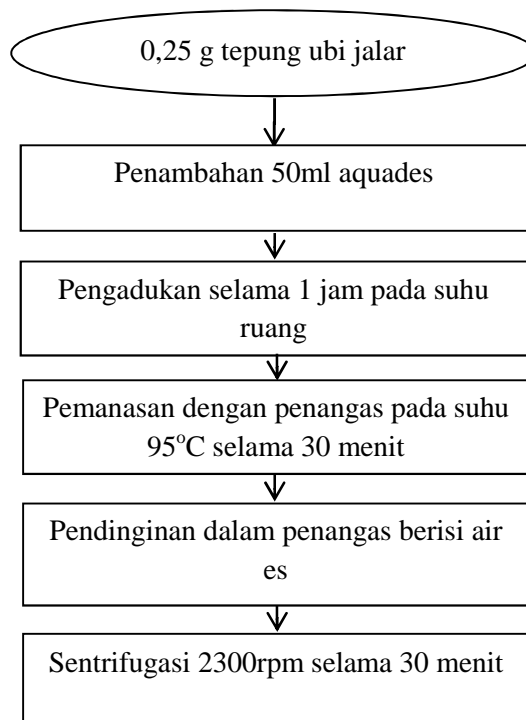 0,25 g tepung ubi jalar
Penambahan 50ml aquades
Pengadukan selama 1 jam pada suhu
ruang
Pemanasan dengan penangas pada suhu
95°C selama 30 menit
Pendinginan dalam penangas berisi air
es
Sentrifugasi 2300rpm selama 30 menit